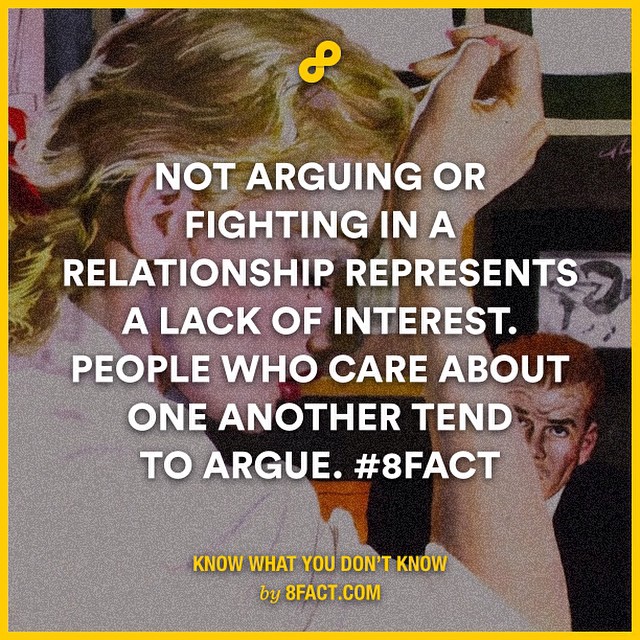 NOT ARGUING OR
FIGHTING IN A
RELATIONSHIP REPRESENTS
A LACK OF INTEREST.
PEOPLE WHO CARE ABOUT
ONE ANOTHER TEND
TO ARGUE. #8FACT
KNOW WHAT YOU DON'T KNOW
by 8FACT.COM